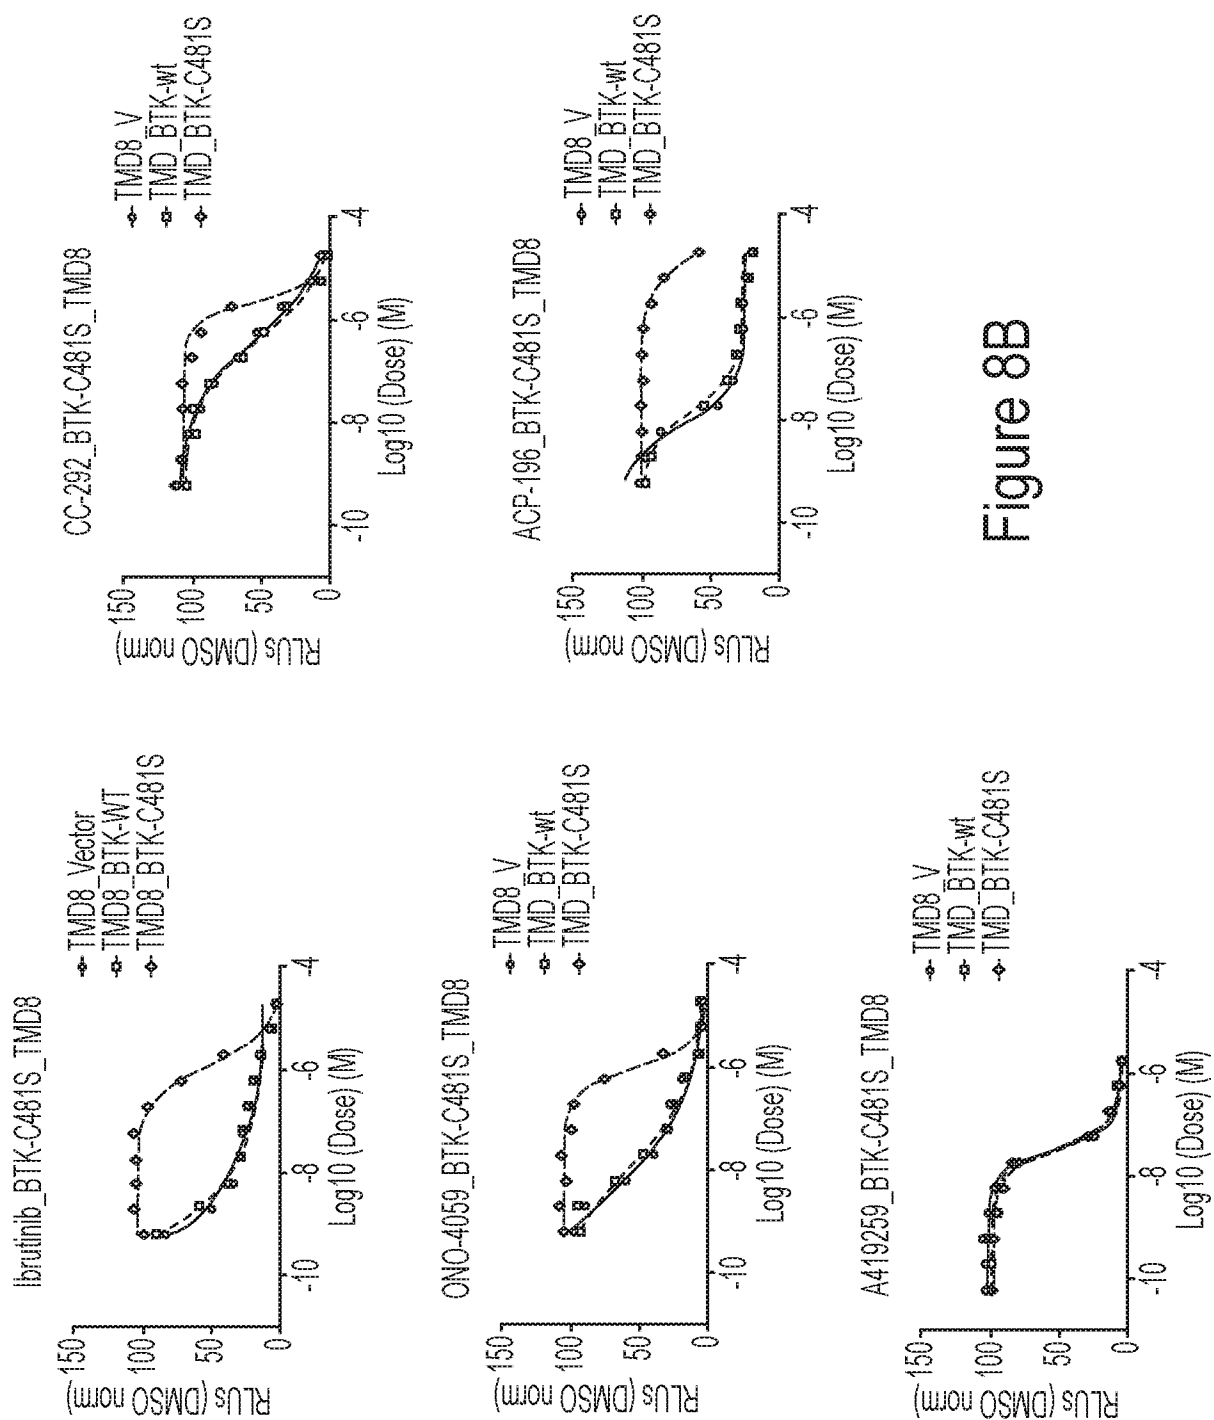 Ibrutinib_BTK-C481S_TMD8
TMD8_Vector
TMD8_BTK-WT
TMD8_BTK-C481S
RLUs (DMSO norm)
150
100
50
0
-10
-8
-6
-4
Log10 (Dose) (M)
CC-292_BTK-C481S_TMD8
TMD8_V
TMD_BTK-wt
TMD_BTK-C481S
RLUs (DMSO norm)
150
100
50
0
-10
-8
-6
-4
Log10 (Dose) (M)
ONO-4059_BTK-C481S_TMD8
TMD8_V
TMD_BTK-wt
TMD_BTK-C481S
RLUs (DMSO norm)
150
100
50
0
-10
-8
-6
-4
Log10 (Dose) (M)
ACP-196_BTK-C481S_TMD8
TMD8_V
TMD_BTK-wt
TMD_BTK-C481S
RLUs (DMSO norm)
150
100
50
0
-10
-8
-6
-4
Log10 (Dose) (M)
A419259_BTK-C481S_TMD8
TMD8_V
TMD_BTK-wt
TMD_BTK-C481S
RLUs (DMSO norm)
150
100
50
0
-10
-8
-6
-4
Log10 (Dose) (M)
Figure 8B